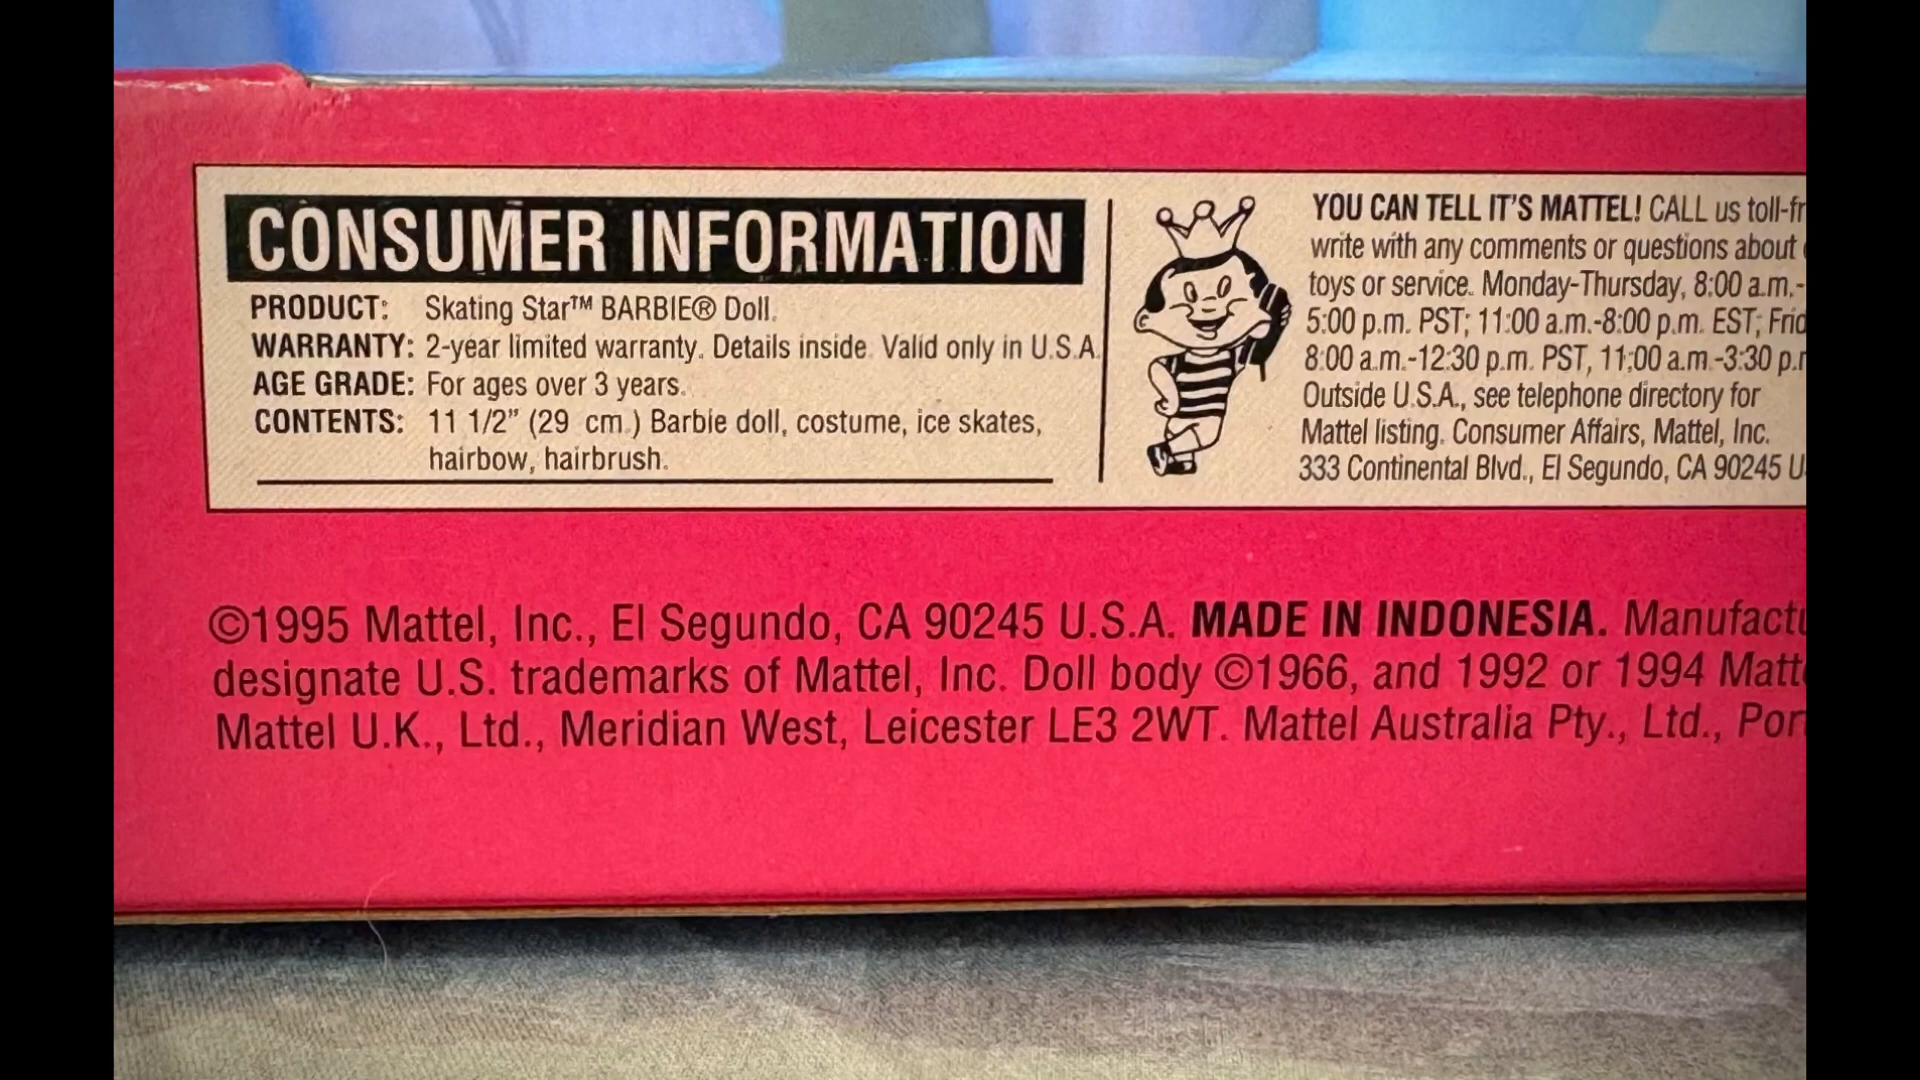 CONSUMER INFORMATION
PRODUCT: Skating Star™ BARBIE® Doll.
WARRANTY: 2-year limited warranty. Details inside. Valid only in U.S.A.
AGE GRADE: For ages over 3 years.
CONTENTS: 11 1/2” (29 cm.) Barbie doll, costume, ice skates,
hairbow, hairbrush.
YOU CAN TELL IT'S MATTEL! CALL us toll-fr
write with any comments or questions about
toys or service. Monday-Thursday, 8:00 a.m.-
5:00 p.m. PST; 11:00 a.m.-8:00 p.m. EST; Frid
8:00 a.m.-12:30 p.m. PST, 11:00 a.m.-3:30 p.m
Outside U.S.A., see telephone directory for
Mattel listing. Consumer Affairs, Mattel, Inc.
333 Continental Blvd., El Segundo, CA 90245 U
©1995 Mattel, Inc., El Segundo, CA 90245 U.S.A. MADE IN INDONESIA. Manufactu
designate U.S. trademarks of Mattel, Inc. Doll body ©1966, and 1992 or 1994 Matt
Mattel U.K., Ltd., Meridian West, Leicester LE3 2WT. Mattel Australia Pty., Ltd., Por